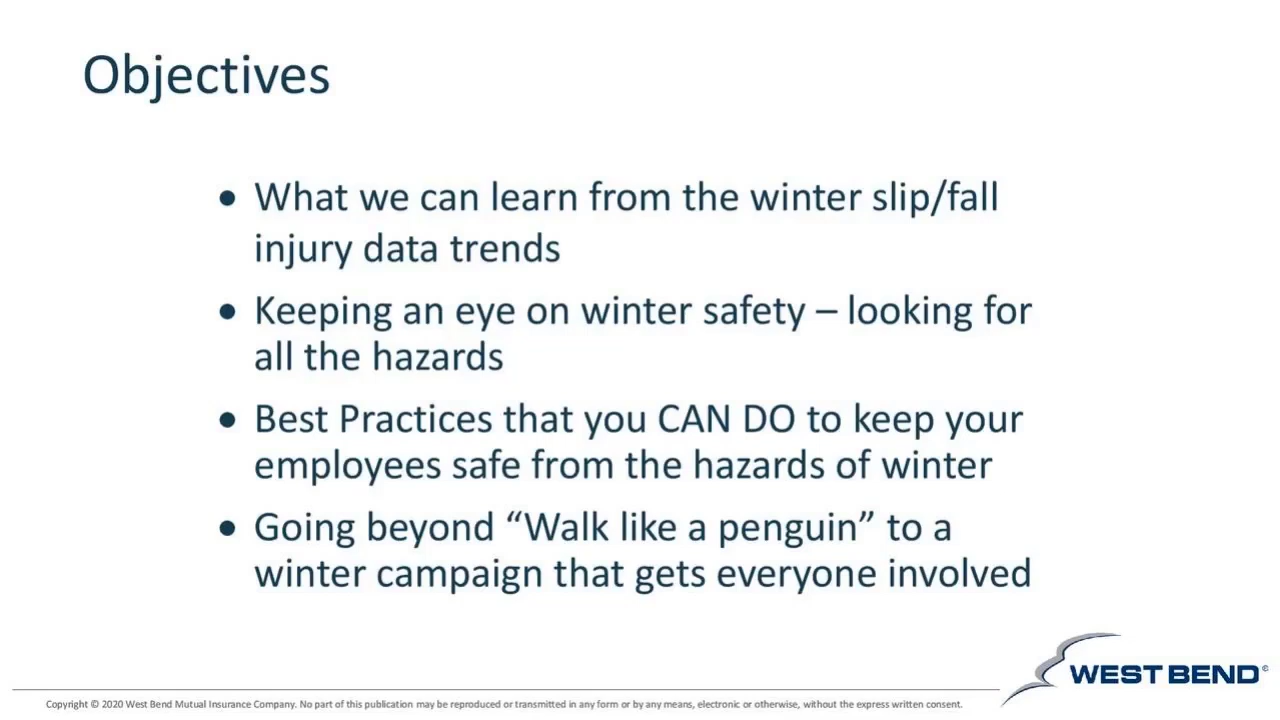 Objectives
• What we can learn from the winter slip/fall
injury data trends
• Keeping an eye on winter safety – looking for
all the hazards
• Best Practices that you CAN DO to keep your
employees safe from the hazards of winter
• Going beyond “Walk like a penguin” to a
winter campaign that gets everyone involved
WEST BEND®
Copyright © 2020 West Bend Mutual Insurance Company. No part of this publication may be reproduced or transmitted in any form or by any means, electronic or otherwise, without the express written consent.